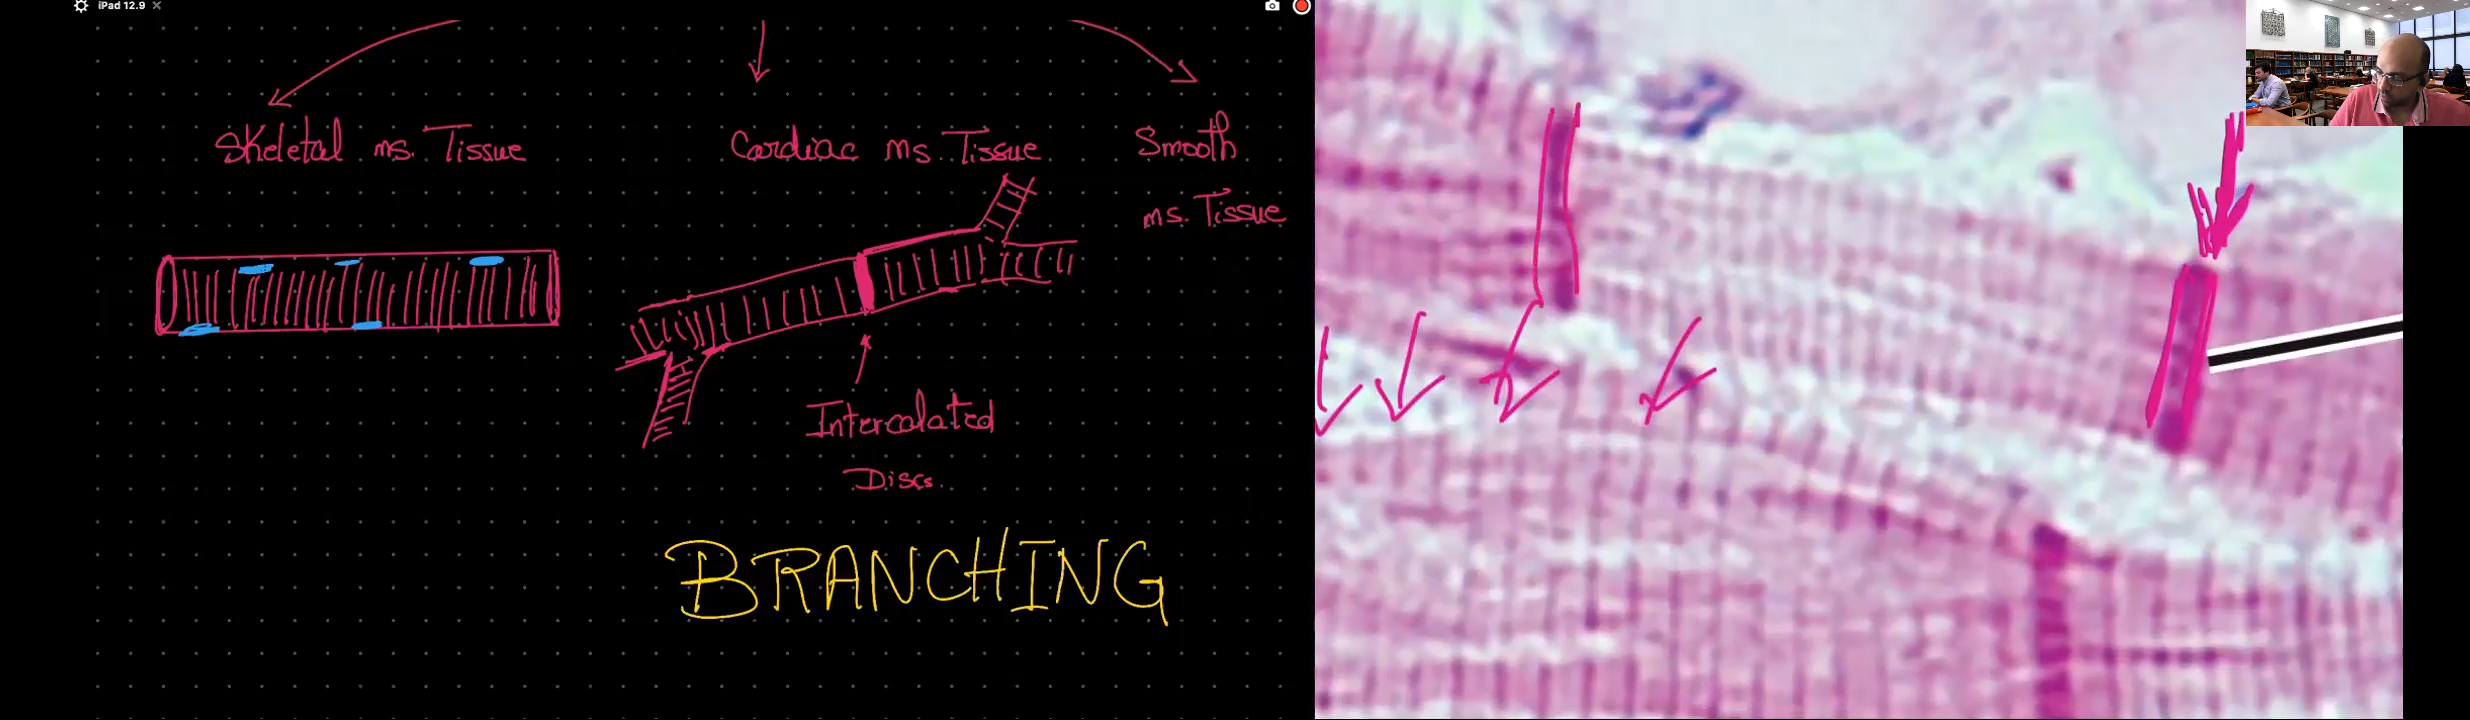 iPad 12.9
Skeletal ms. Tissue
Cardiac ms. Tissue
Smooth
ms. Tissue
Intercalated
Discs.
BRANCHING